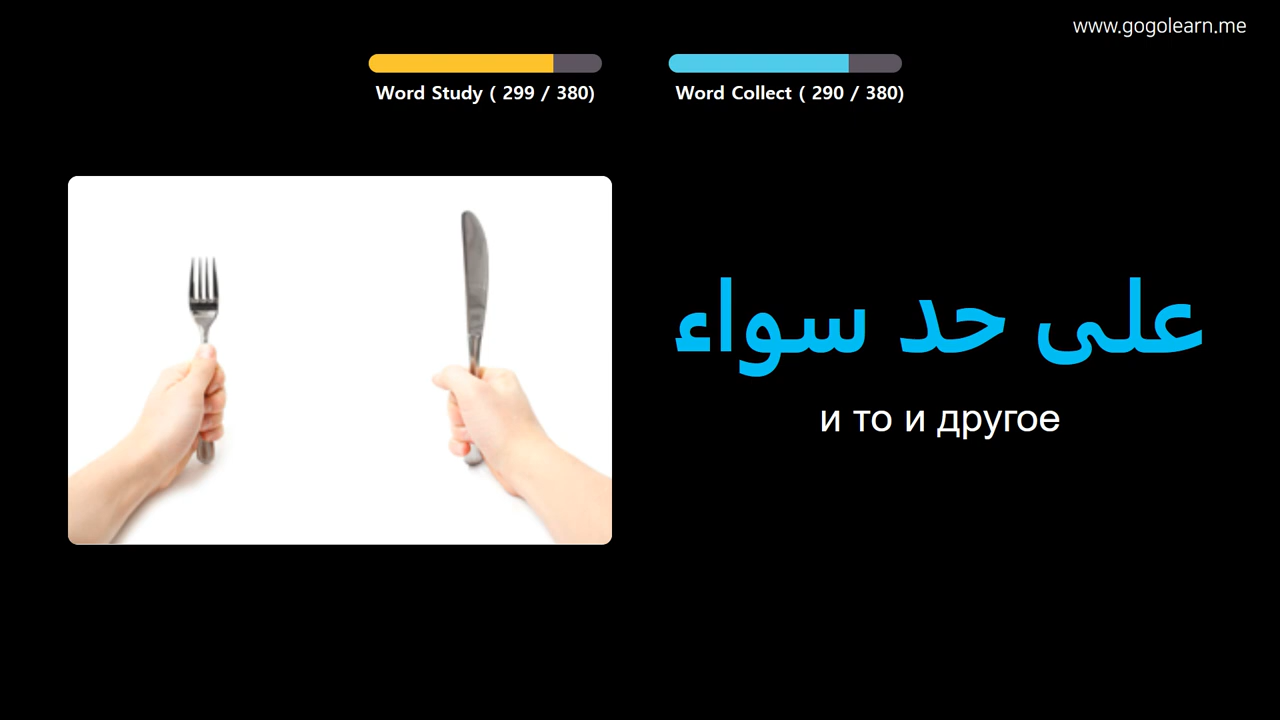 www.gogolearn.me
Word Study ( 299 / 380)
Word Collect ( 290 / 380)
على حد سواء
и то и другое